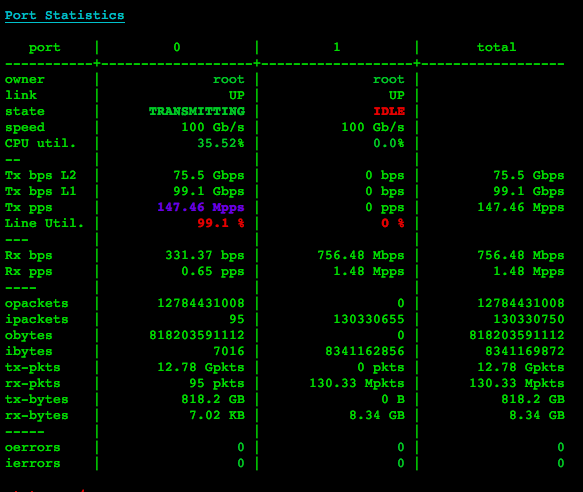 Port Statistics
port | 0 | 1 | total
-----------+-------------------+-------------------+------------------
owner | root | root |
link | UP | UP |
state | TRANSMITTING | IDLE |
speed | 100 Gb/s | 100 Gb/s |
CPU util. | 35.52% | 0.0% |
-- | | |
Tx bps L2 | 75.5 Gbps | 0 bps | 75.5 Gbps
Tx bps L1 | 99.1 Gbps | 0 bps | 99.1 Gbps
Tx pps | 147.46 Mpps | 0 pps | 147.46 Mpps
Line Util. | 99.1 % | 0 % |
--- | | |
Rx bps | 331.37 bps | 756.48 Mbps | 756.48 Mbps
Rx pps | 0.65 pps | 1.48 Mpps | 1.48 Mpps
---- | | |
opackets | 12784431008 | 0 | 12784431008
ipackets | 95 | 130330655 | 130330750
obytes | 818203591112 | 0 | 818203591112
ibytes | 7016 | 8341162856 | 8341169872
tx-pkts | 12.78 Gpkts | 0 pkts | 12.78 Gpkts
rx-pkts | 95 pkts | 130.33 Mpkts | 130.33 Mpkts
tx-bytes | 818.2 GB | 0 B | 818.2 GB
rx-bytes | 7.02 KB | 8.34 GB | 8.34 GB
----- | | |
oerrors | 0 | 0 | 0
ierrors | 0 | 0 | 0